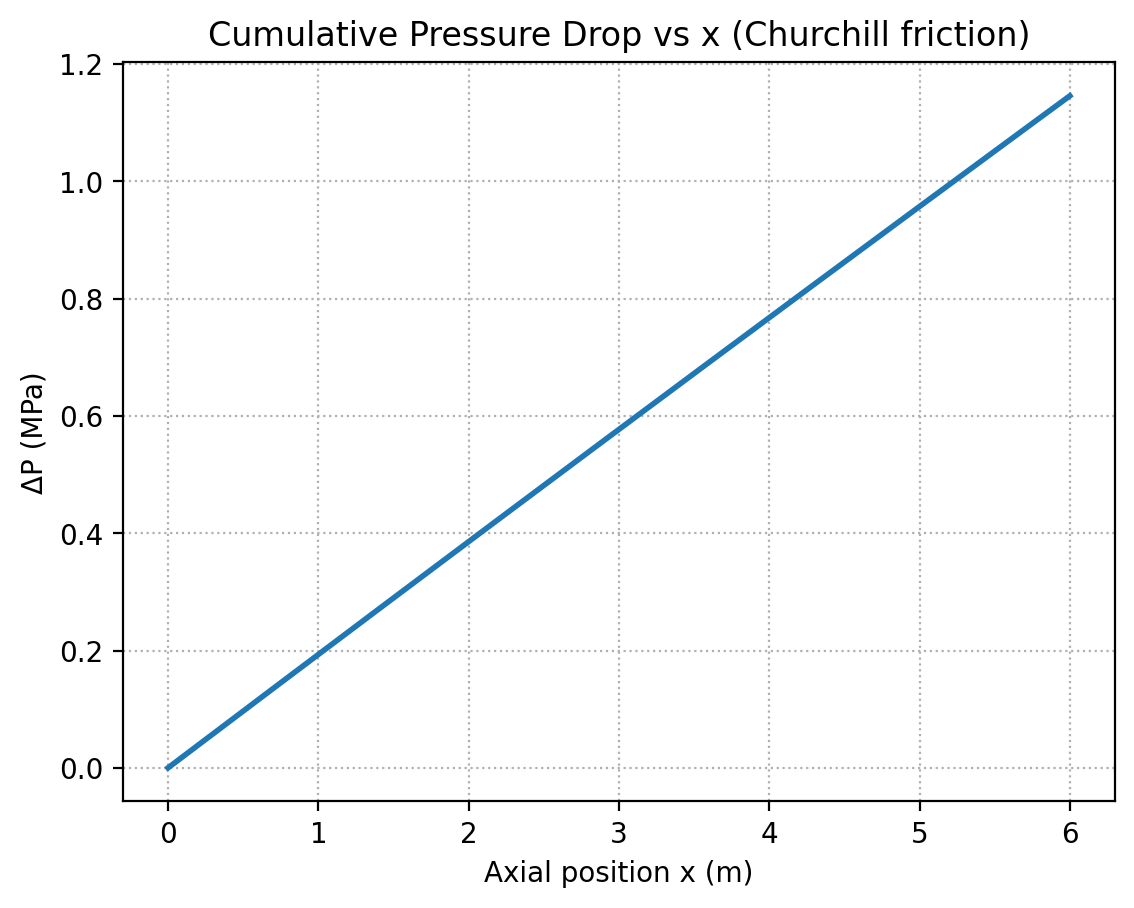 Cumulative Pressure Drop vs x (Churchill friction)
1.2
1.0
0.8
0.6
0.4
0.2
0.0
ΔP (MPa)
0 1 2 3 4 5 6
Axial position x (m)